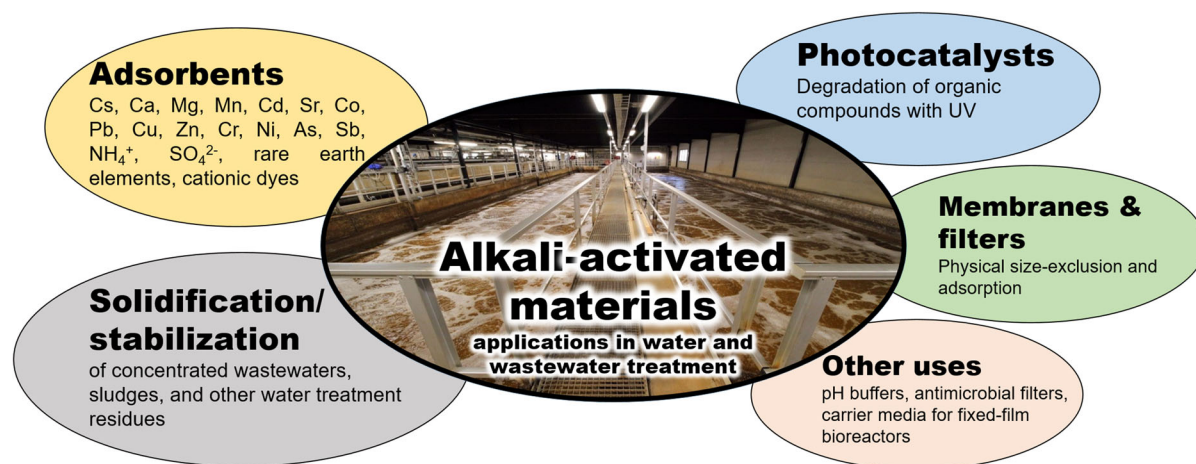 Adsorbents
Cs, Ca, Mg, Mn, Cd, Sr, Co,
Pb, Cu, Zn, Cr, Ni, As, Sb,
NH₄⁺, SO₄²⁻, rare earth
elements, cationic dyes
Photocatalysts
Degradation of organic
compounds with UV
Alkali-activated
materials
applications in water and
wastewater treatment
Membranes &
filters
Physical size-exclusion and
adsorption
Solidification/
stabilization
of concentrated wastewaters,
sludges, and other water treatment
residues
Other uses
pH buffers, antimicrobial filters,
carrier media for fixed-film
bioreactors